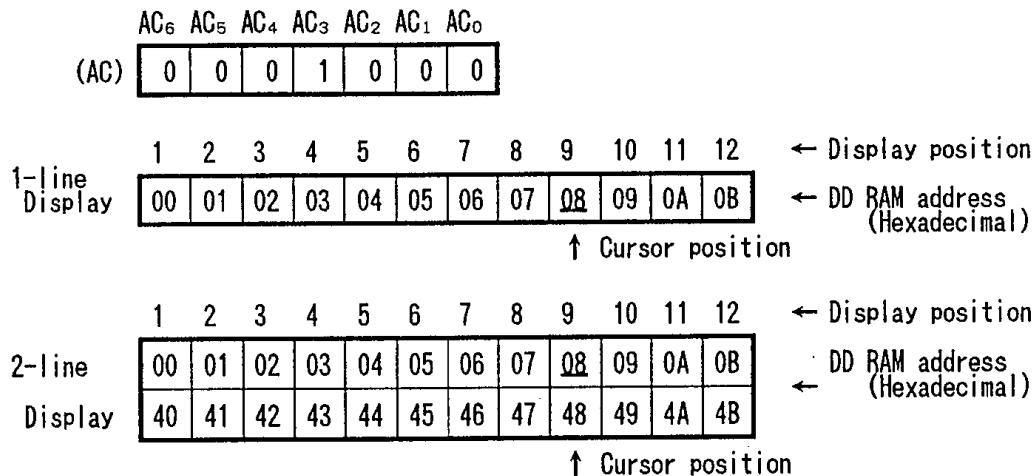 AC₆ AC₅ AC₄ AC₃ AC₂ AC₁ AC₀
(AC) 0 0 0 1 0 0 0
1 2 3 4 5 6 7 8 9 10 11 12 ← Display position
1-line Display 00 01 02 03 04 05 06 07 08 09 0A 0B ← DD RAM address (Hexadecimal)
↑ Cursor position
1 2 3 4 5 6 7 8 9 10 11 12 ← Display position
2-line 00 01 02 03 04 05 06 07 08 09 0A 0B DD RAM address
Display 40 41 42 43 44 45 46 47 48 49 4A 4B ← (Hexadecimal)
↑ Cursor position